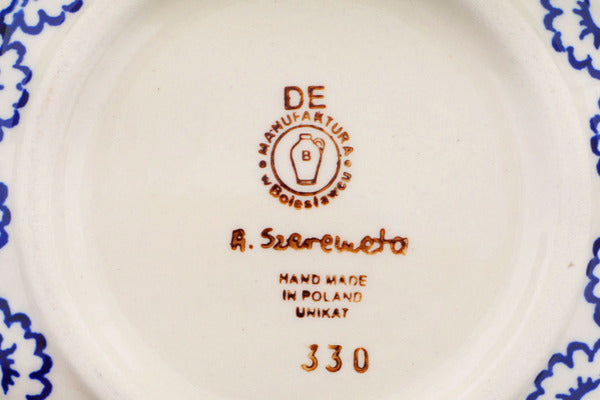 DE
MANUFAKTURA
w Bolesławcu
B
A. Szeremeta
HAND MADE
IN POLAND
UNIKAT
330